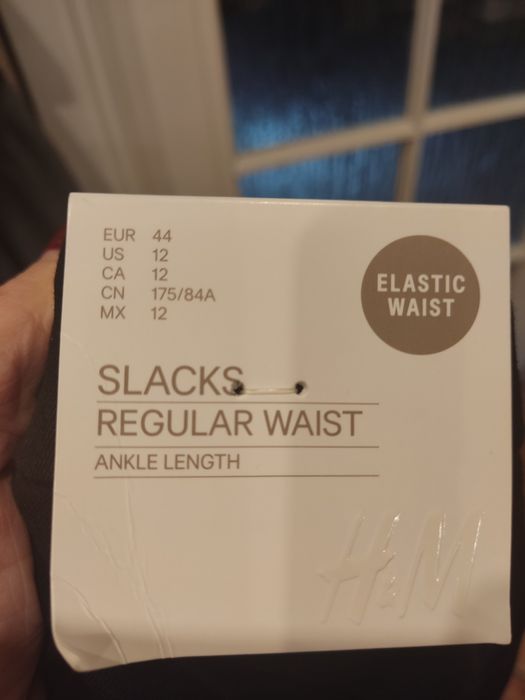 EUR 44
US 12
CA 12
CN 175/84A
MX 12
ELASTIC
WAIST
SLACKS
REGULAR WAIST
ANKLE LENGTH
H&M